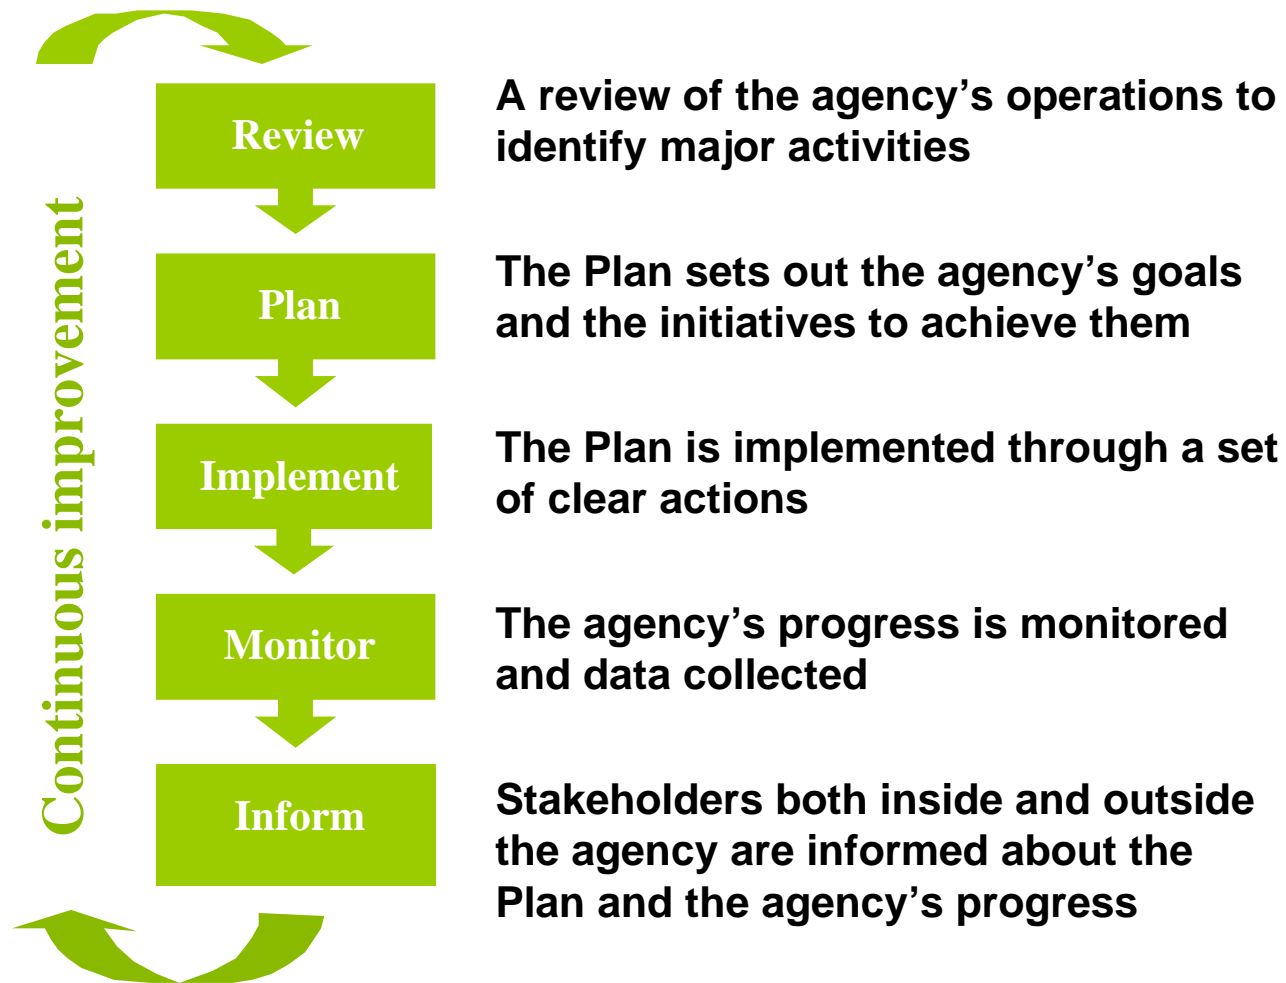 Continuous improvement
Review
A review of the agency’s operations to
identify major activities
Plan
The Plan sets out the agency’s goals
and the initiatives to achieve them
Implement
The Plan is implemented through a set
of clear actions
Monitor
The agency’s progress is monitored
and data collected
Inform
Stakeholders both inside and outside
the agency are informed about the
Plan and the agency’s progress